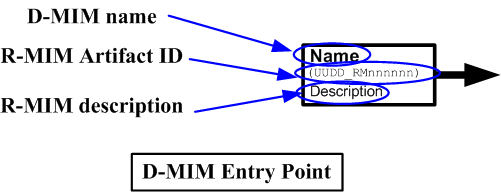 D-MIM name
R-MIM Artifact ID
R-MIM description
Name
(UUDD_RMnnnnnn)
Description
D-MIM Entry Point